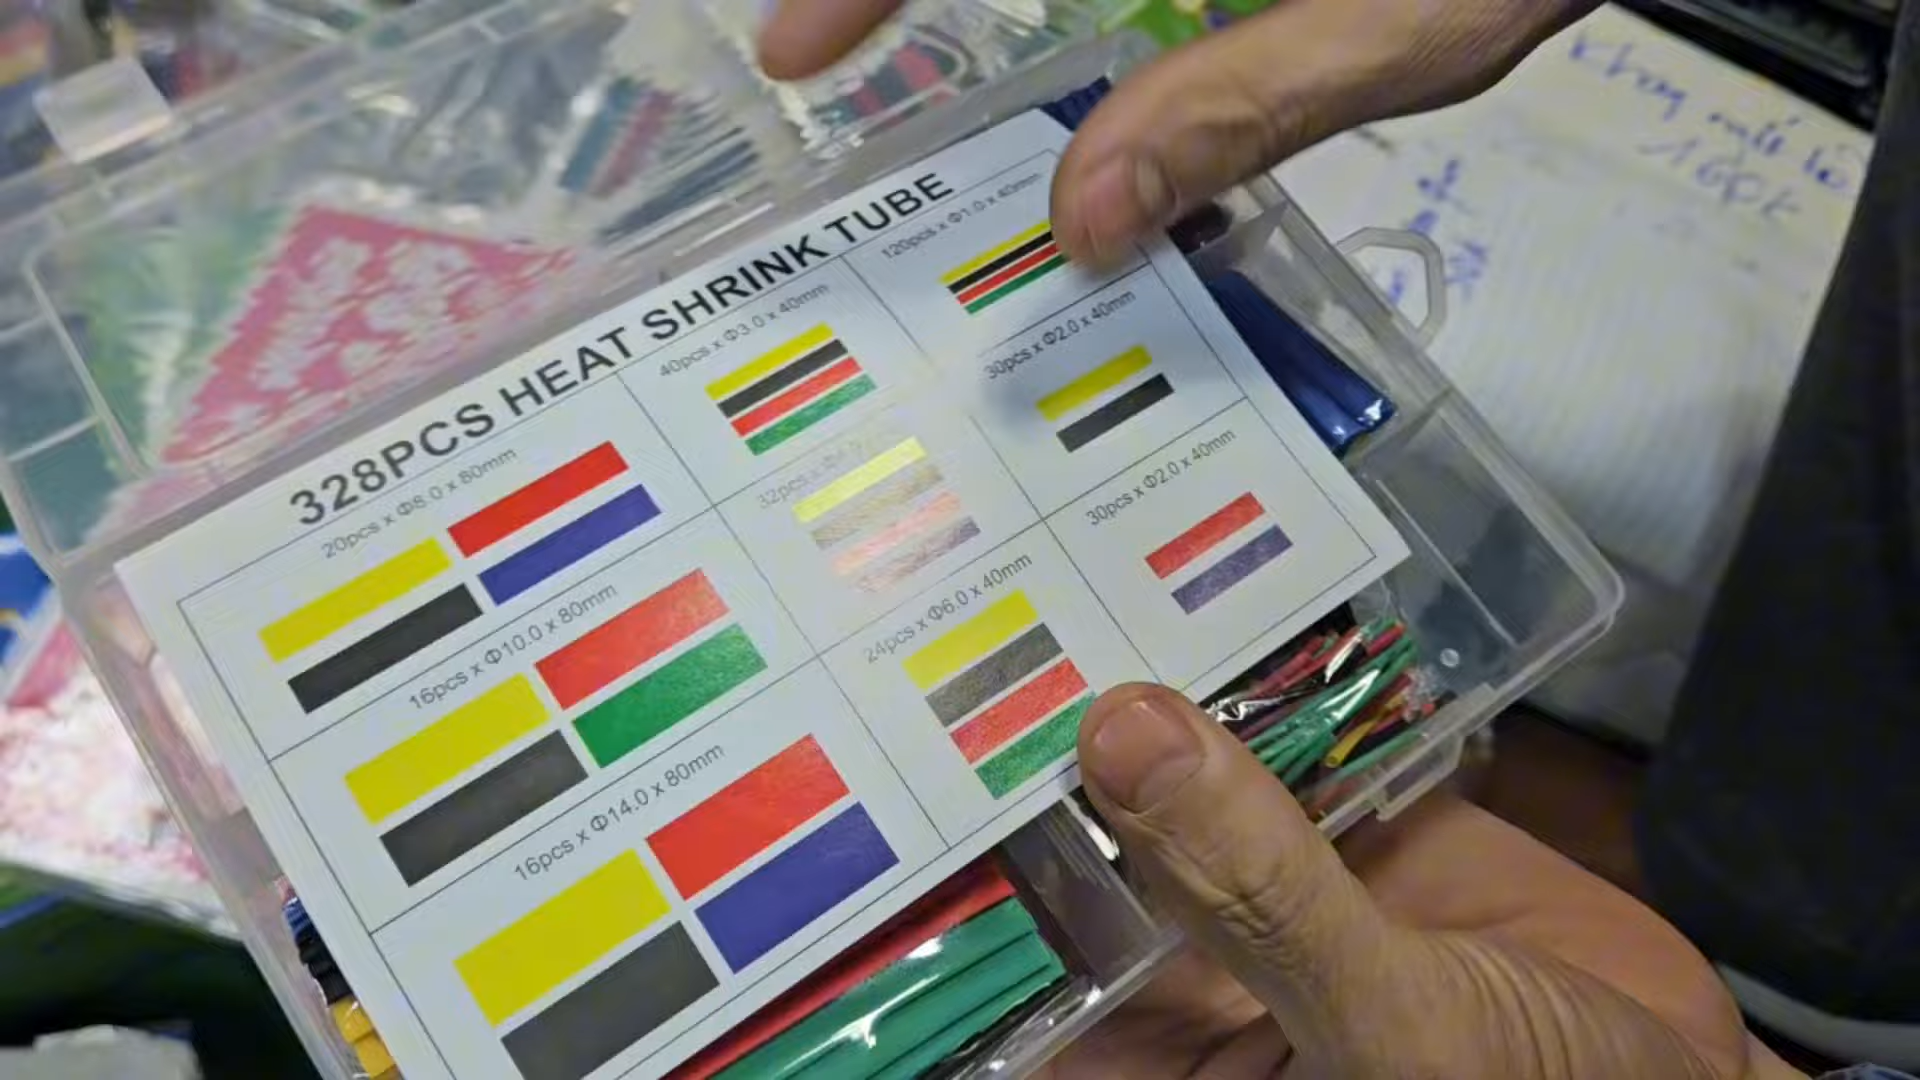 328PCS HEAT SHRINK TUBE
20pcs x Φ8.0 x 80mm
16pcs x Φ10.0 x 80mm
16pcs x Φ14.0 x 80mm
40pcs x Φ3.0 x 40mm
32pcs x
24pcs x Φ6.0 x 40mm
120pcs x Φ1.0 x 40mm
30pcs x Φ2.0 x 40mm
30pcs x Φ2.0 x 40mm